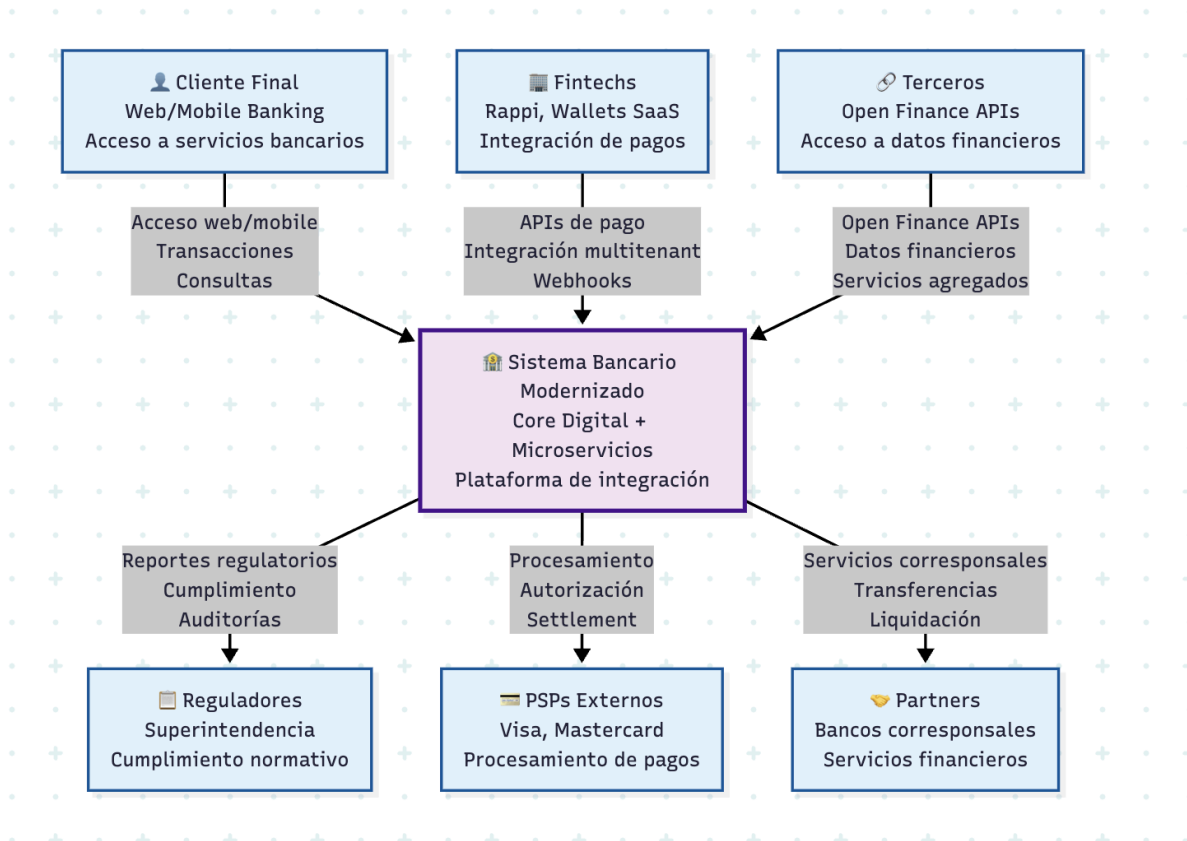 Cliente Final
Web/Mobile Banking
Acceso a servicios bancarios
Fintechs
Rappi, Wallets SaaS
Integración de pagos
Terceros
Open Finance APIs
Acceso a datos financieros
Acceso web/mobile
Transacciones
Consultas
APIs de pago
Integración multitenant
Webhooks
Open Finance APIs
Datos financieros
Servicios agregados
Sistema Bancario
Modernizado
Core Digital +
Microservicios
Plataforma de integración
Reportes regulatorios
Cumplimiento
Auditorías
Procesamiento
Autorización
Settlement
Servicios corresponsales
Transferencias
Liquidación
Reguladores
Superintendencia
Cumplimiento normativo
PSPs Externos
Visa, Mastercard
Procesamiento de pagos
Partners
Bancos corresponsales
Servicios financieros